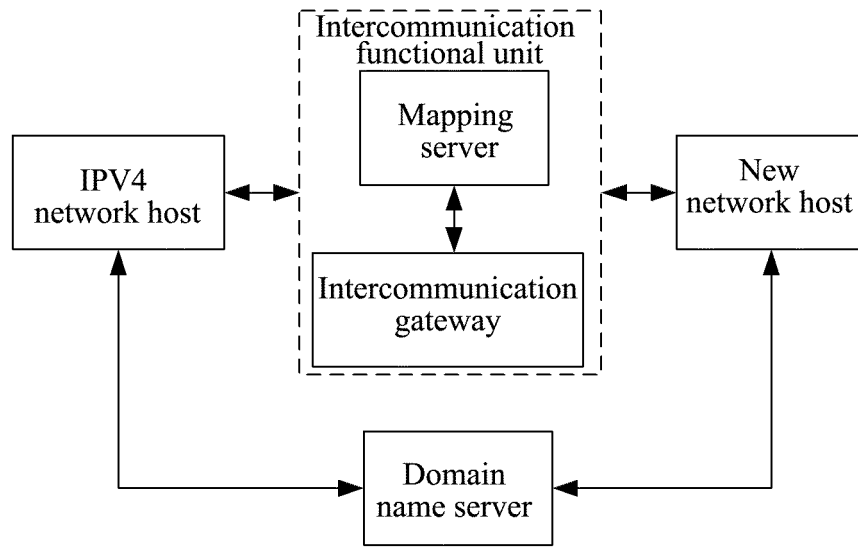 Intercommunication
functional unit
Mapping
server
IPV4
network host
New
network host
Intercommunication
gateway
Domain
name server